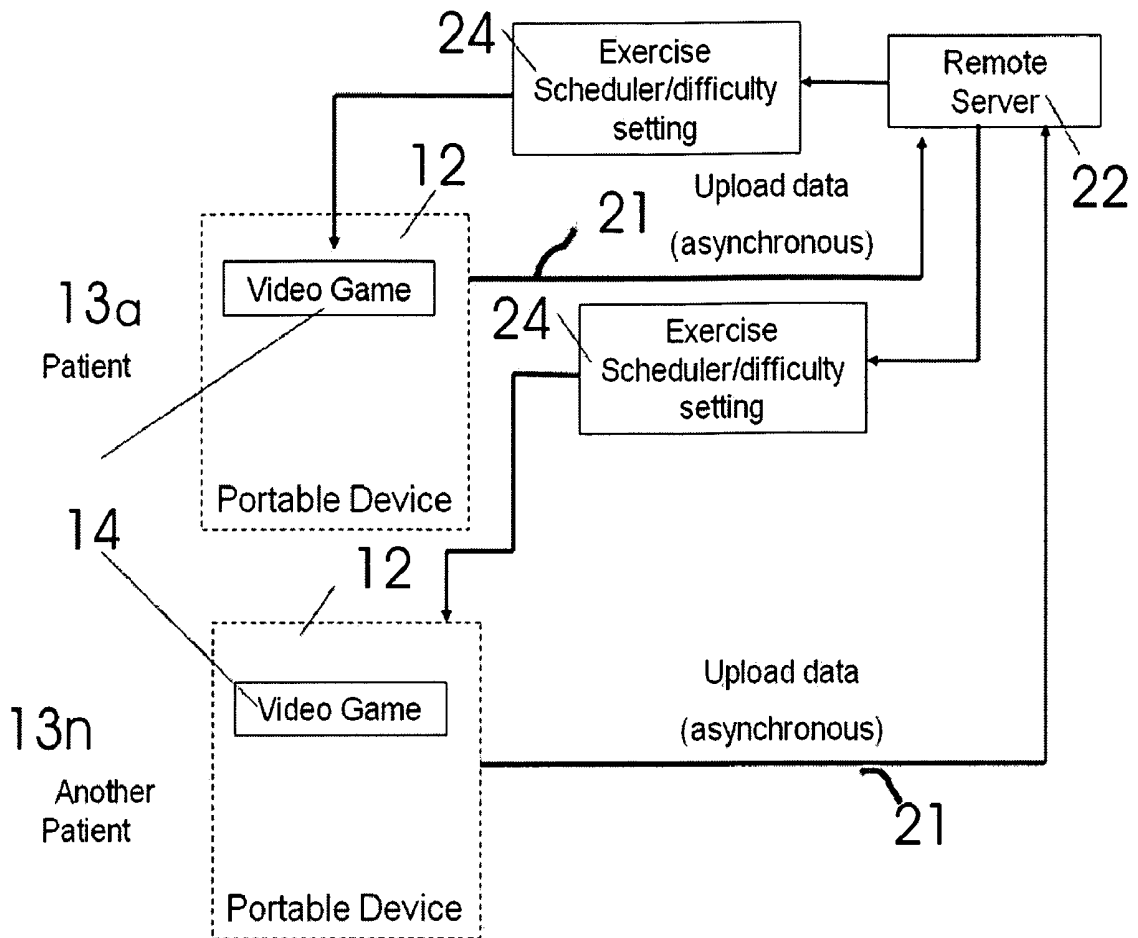 24
Exercise
Scheduler/difficulty
setting
Remote
Server
22
12
21
Upload data
(asynchronous)
Video Game
13a
Patient
24
Exercise
Scheduler/difficulty
setting
Portable Device
14
12
Video Game
Upload data
(asynchronous)
13n
Another
Patient
21
Portable Device